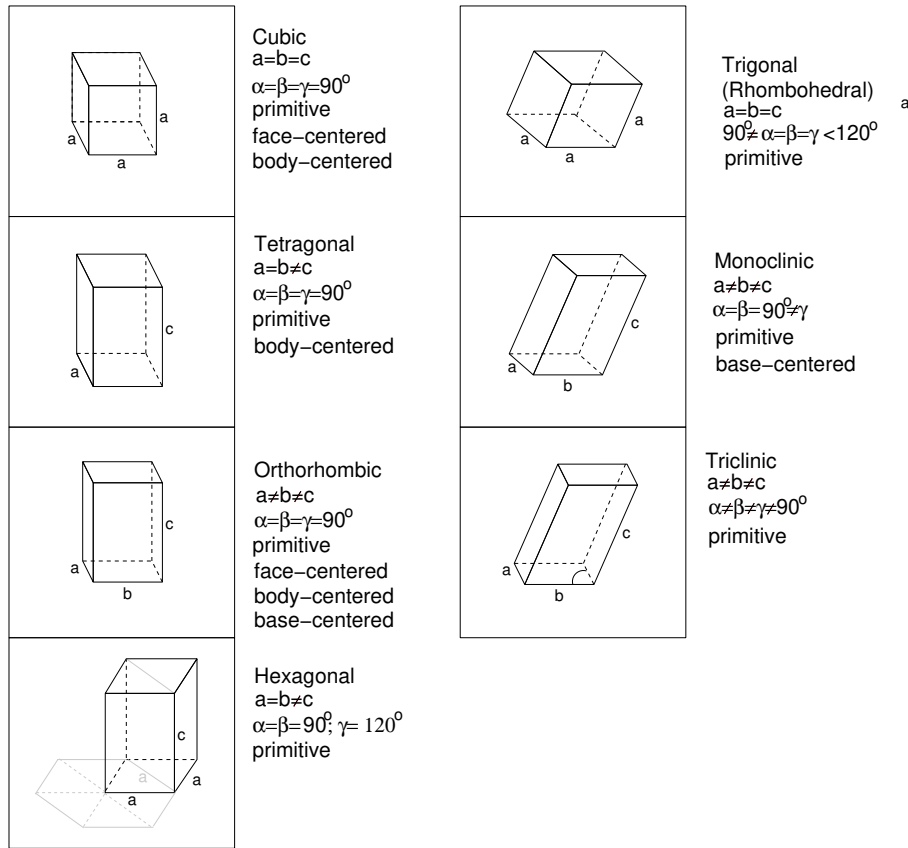 Cubic
a=b=c
α=β=γ=90°
primitive
face−centered
body−centered
a
a
a
Tetragonal
a=b≠c
α=β=γ=90°
primitive
body−centered
c
a
Orthorhombic
a≠b≠c
α=β=γ=90°
primitive
face−centered
body−centered
base−centered
c
a
b
Hexagonal
a=b≠c
α=β=90°; γ= 120°
primitive
c
a
a
a
Trigonal
(Rhombohedral)
a=b=c
90°≠α=β=γ<120°
primitive
a
a
a
a
Monoclinic
a≠b≠c
α=β=90°≠γ
primitive
base−centered
c
a
b
Triclinic
a≠b≠c
α≠β≠γ≠90°
primitive
c
a
b